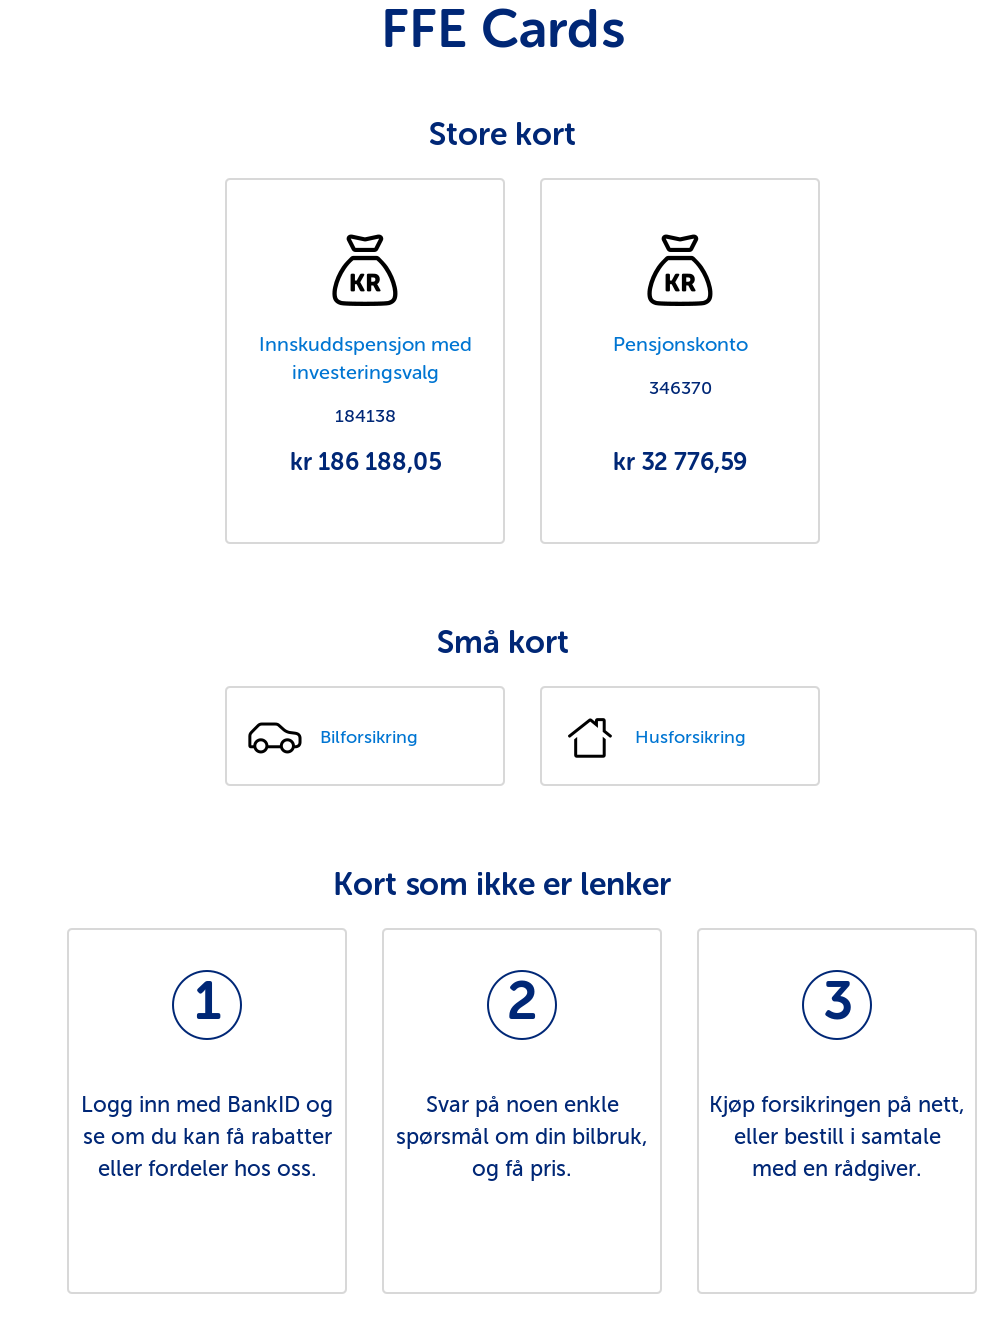 FFE Cards
Store kort
KR
Innskuddspensjon med
investeringsvalg
184138
kr 186 188,05
KR
Pensjonskonto
346370
kr 32 776,59
Små kort
Bilforsikring
Husforsikring
Kort som ikke er lenker
1
Logg inn med BankID og
se om du kan få rabatter
eller fordeler hos oss.
2
Svar på noen enkle
spørsmål om din bilbruk,
og få pris.
3
Kjøp forsikringen på nett,
eller bestill i samtale
med en rådgiver.